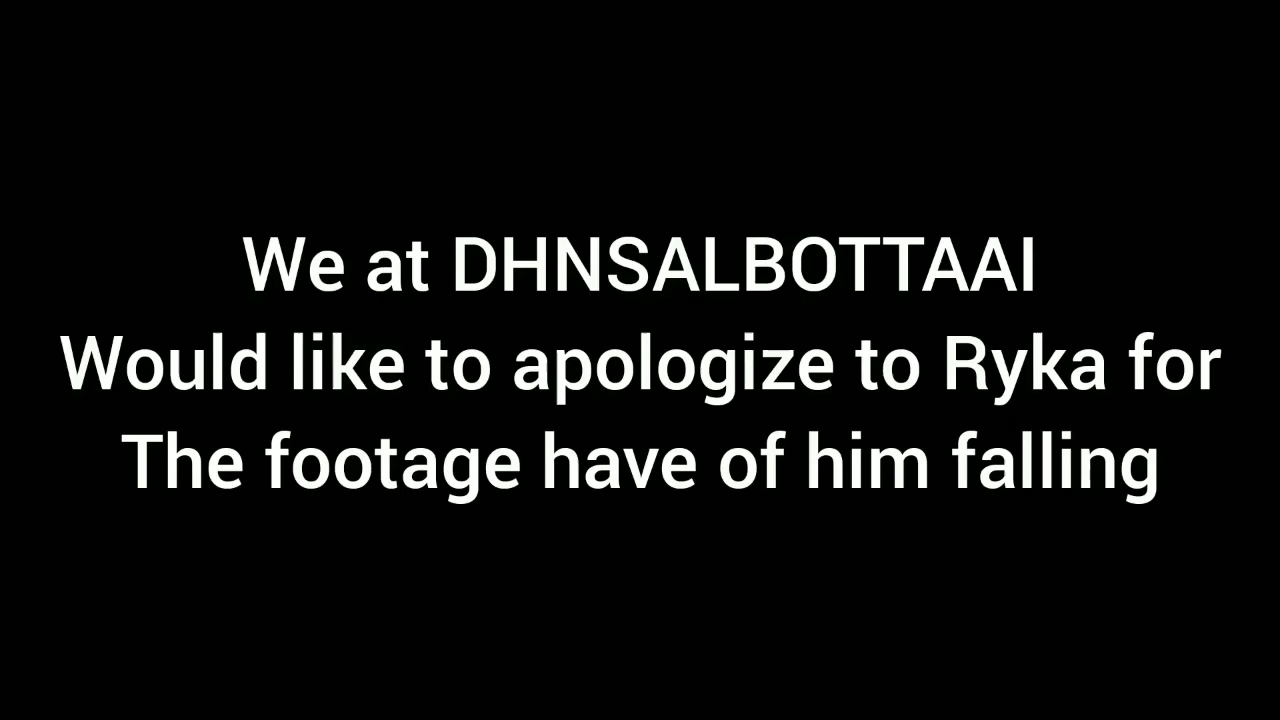 We at DHNSALBOTTAAI
Would like to apologize to Ryka for
The footage have of him falling